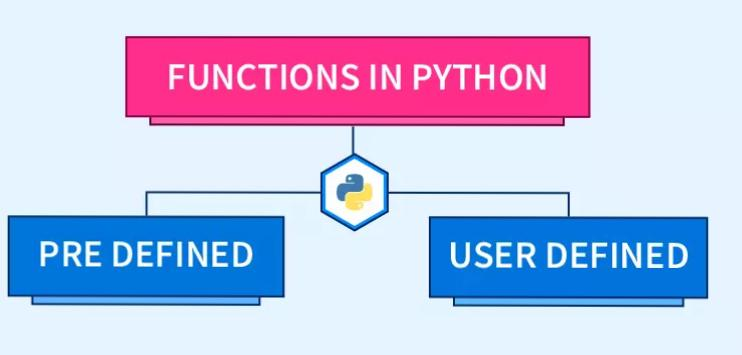 FUNCTIONS IN PYTHON
PRE DEFINED
USER DEFINED